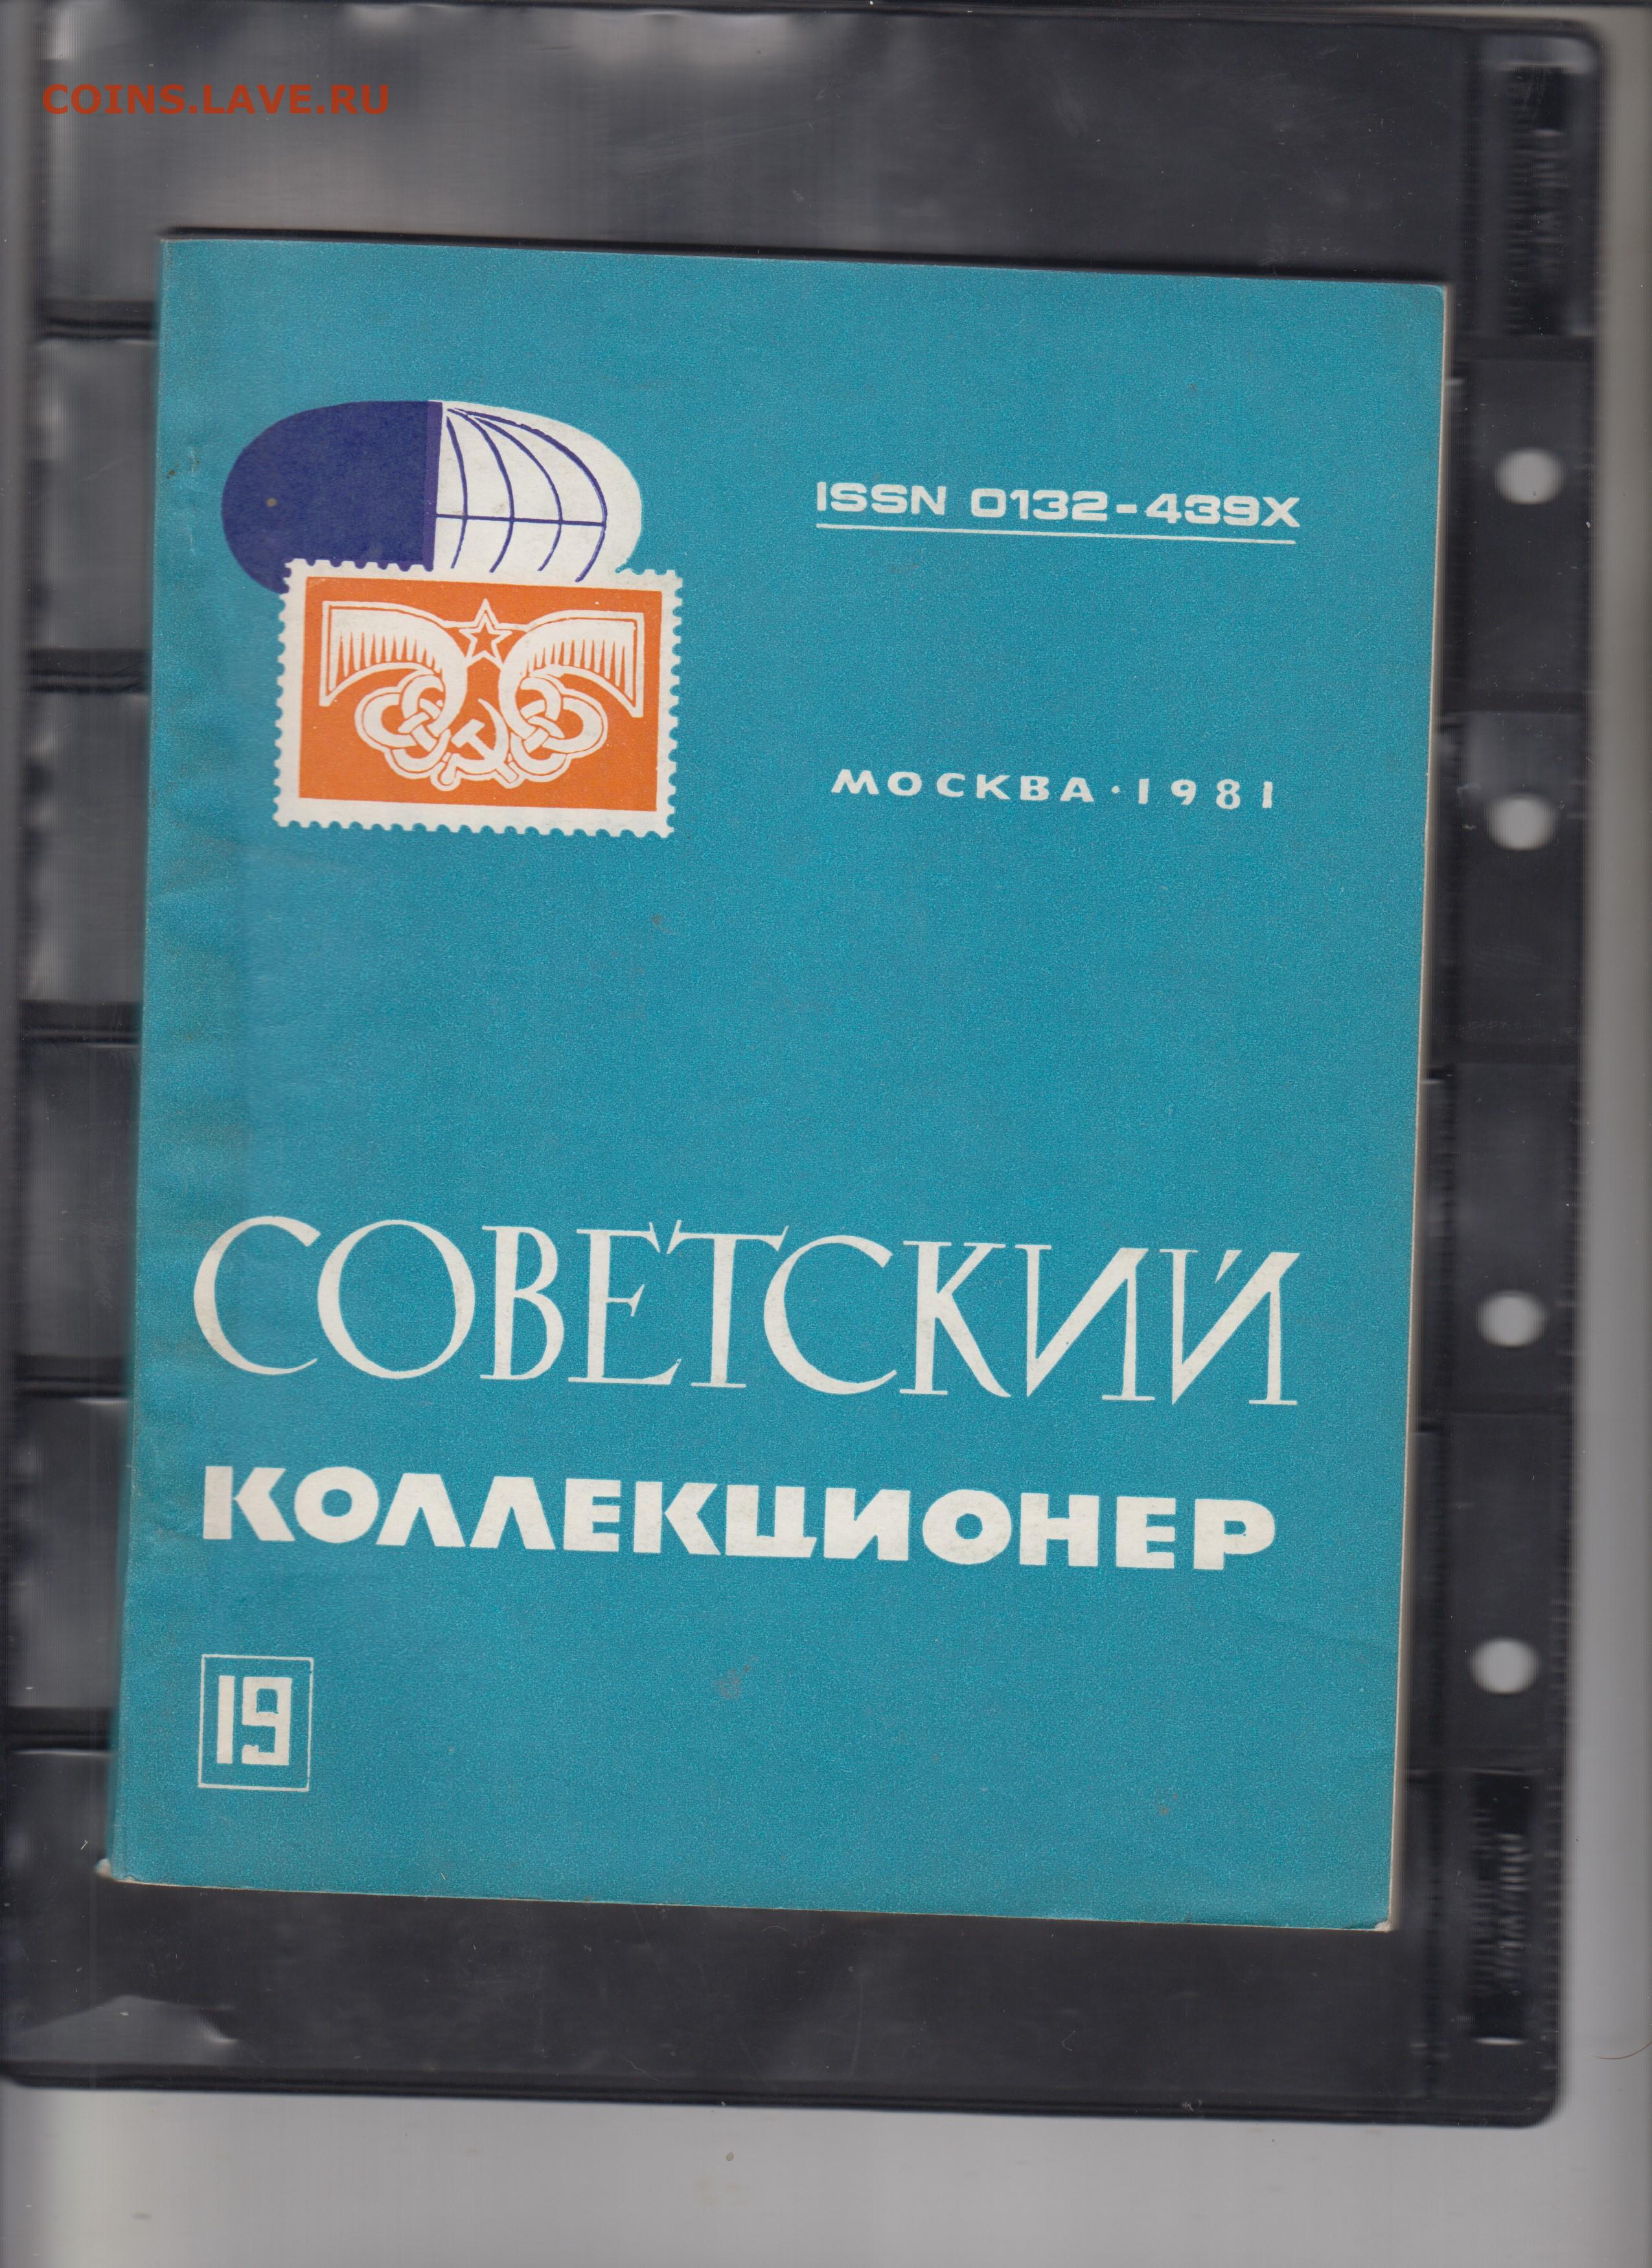 COINS.LAVE.RU
ISSN 0132-439X
МОСКВА·1981
СОВЕТСКИЙ
КОЛЛЕКЦИОНЕР
19